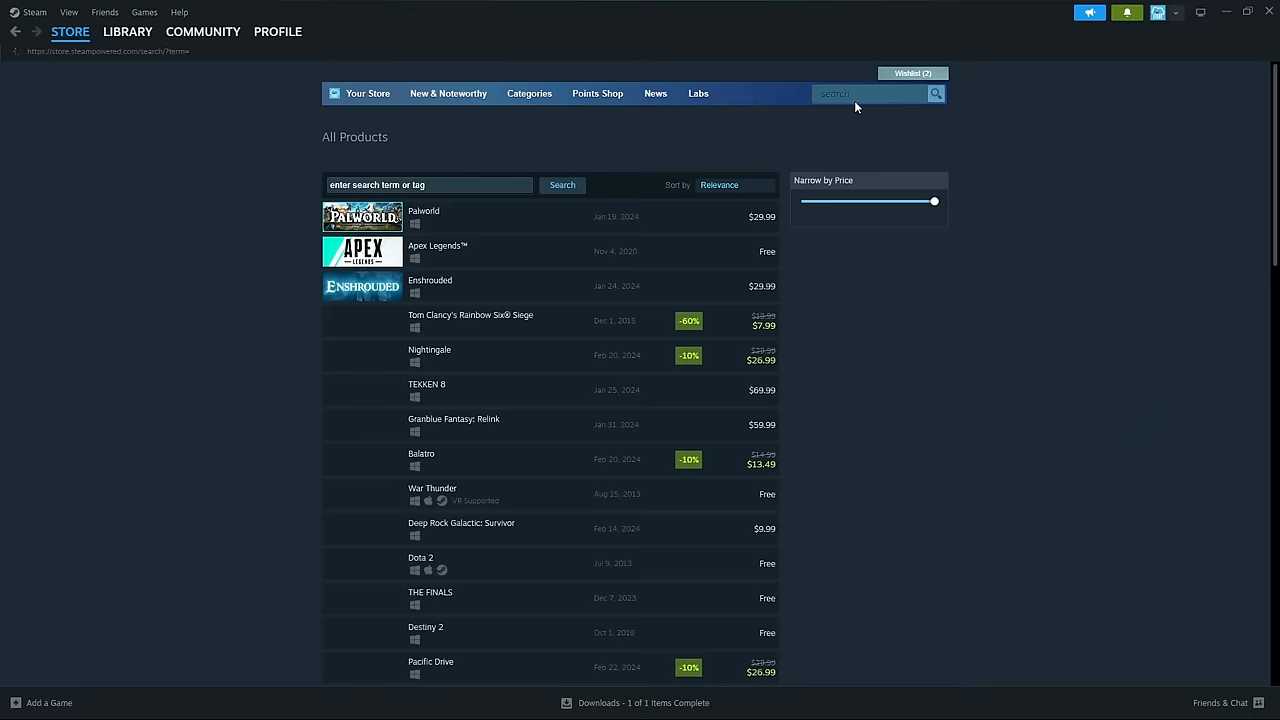 Steam View Friends Games Help
STORE LIBRARY COMMUNITY PROFILE
https://store.steampowered.com/search/?term=
Wishlist (2)
Your Store New & Noteworthy Categories Points Shop News Labs search
All Products
enter search term or tag Search Sort by Relevance
Narrow by Price
PALWORLD Palworld Jan 19, 2024 $29.99
APEX LEGENDS Apex Legends™ Nov 4, 2020 Free
ENSHROUDED Enshrouded Jan 24, 2024 $29.99
Tom Clancy's Rainbow Six® Siege Dec 1, 2015 -60% $19.99 $7.99
Nightingale Feb 20, 2024 -10% $29.99 $26.99
TEKKEN 8 Jan 25, 2024 $69.99
Granblue Fantasy: Relink Jan 31, 2024 $59.99
Balatro Feb 20, 2024 -10% $14.99 $13.49
War Thunder VR Supported Aug 15, 2013 Free
Deep Rock Galactic: Survivor Feb 14, 2024 $9.99
Dota 2 Jul 9, 2013 Free
THE FINALS Dec 7, 2023 Free
Destiny 2 Oct 1, 2019 Free
Pacific Drive Feb 22, 2024 -10% $29.99 $26.99
Add a Game Downloads - 1 of 1 Items Complete Friends & Chat